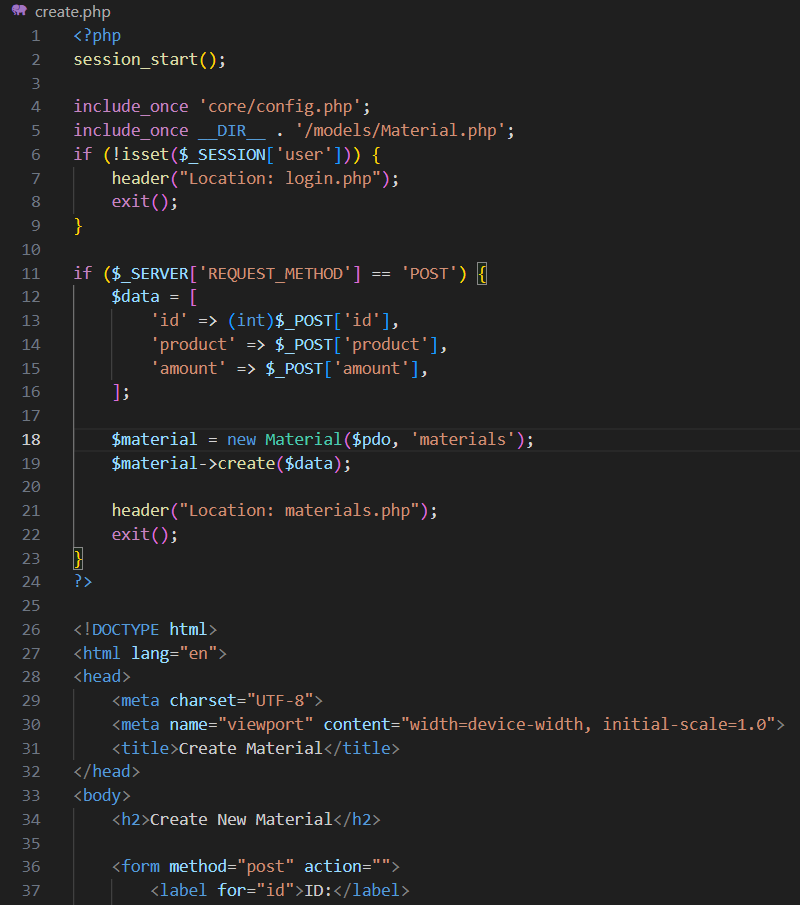 create.php
1 <?php
2 session_start();
3
4 include_once 'core/config.php';
5 include_once __DIR__ . '/models/Material.php';
6 if (!isset($_SESSION['user'])) {
7     header("Location: login.php");
8     exit();
9 }
10
11 if ($_SERVER['REQUEST_METHOD'] == 'POST') {
12     $data = [
13         'id' => (int)$_POST['id'],
14         'product' => $_POST['product'],
15         'amount' => $_POST['amount'],
16     ];
17
18     $material = new Material($pdo, 'materials');
19     $material->create($data);
20
21     header("Location: materials.php");
22     exit();
23 }
24 ?>
25
26 <!DOCTYPE html>
27 <html lang="en">
28 <head>
29     <meta charset="UTF-8">
30     <meta name="viewport" content="width=device-width, initial-scale=1.0">
31     <title>Create Material</title>
32 </head>
33 <body>
34     <h2>Create New Material</h2>
35
36     <form method="post" action="">
37         <label for="id">ID:</label>